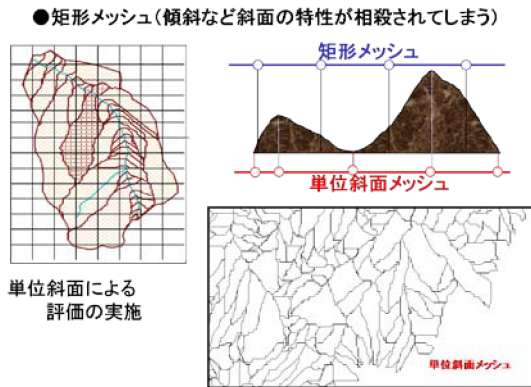 ●矩形メッシュ(傾斜など斜面の特性が相殺されてしまう)
矩形メッシュ
単位斜面メッシュ
単位斜面による
評価の実施
単位斜面メッシュ